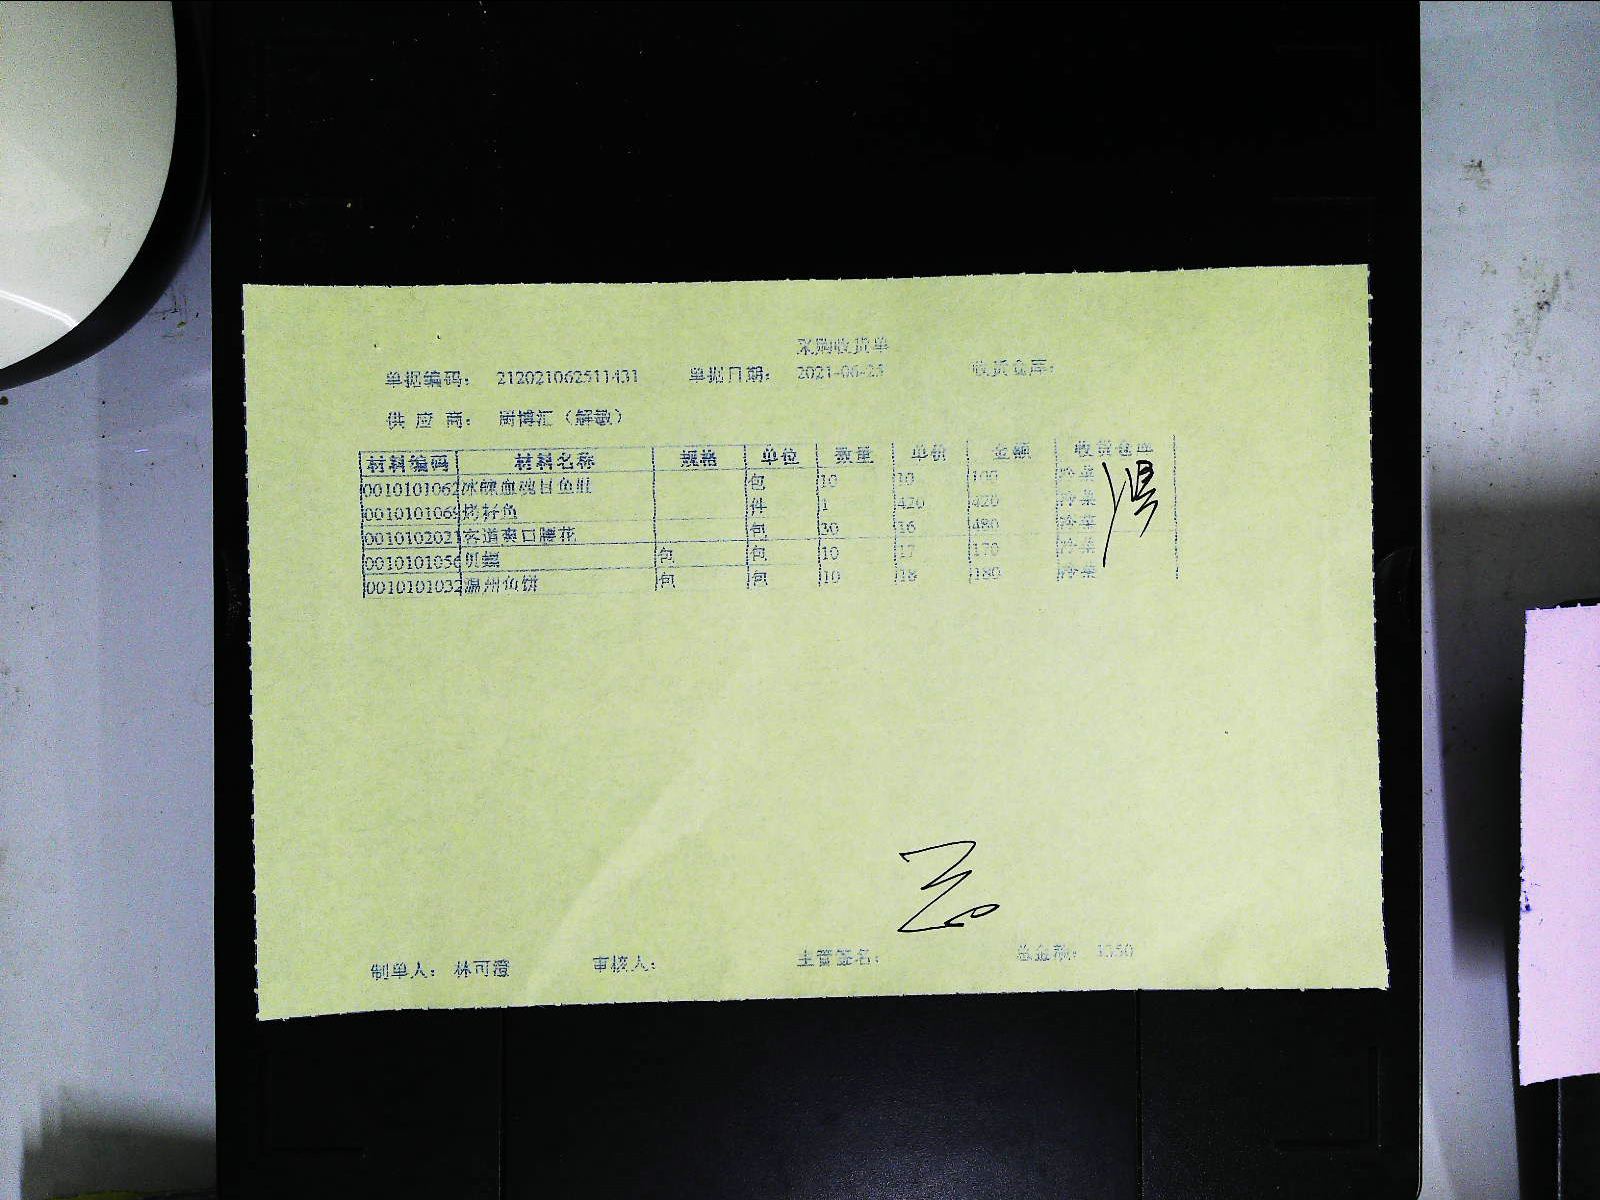 采购收货单
单据编码： 212021062511431 单据日期： 2021-06-25 收货仓库：
供 应 商： 周博汇（解敏）
材料编码 材料名称 规格 单位 数量 单价 金额 收货仓库
0010101062 冰鲜 目鱼 包 10 10 100 冷菜
0010101069 烤籽鱼 件 1 420 420 冷菜
0010102021 客道爽口腰花 包 30 16 480 冷菜
0010101056 贝螺 包 包 10 17 170 冷菜
0010101032 温州鱼饼 包 包 10 18 180 冷菜
制单人： 林可澄 审核人： 主管签名： 总金额： 1350